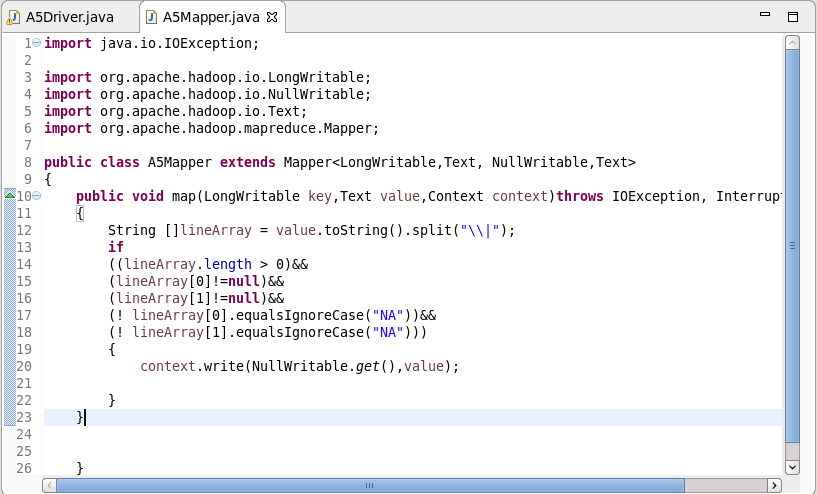 A5Driver.java A5Mapper.java
1 import java.io.IOException;
2
3 import org.apache.hadoop.io.LongWritable;
4 import org.apache.hadoop.io.NullWritable;
5 import org.apache.hadoop.io.Text;
6 import org.apache.hadoop.mapreduce.Mapper;
7
8 public class A5Mapper extends Mapper<LongWritable,Text, NullWritable,Text>
9 {
10 public void map(LongWritable key,Text value,Context context)throws IOException, Interrup
11 {
12 String []lineArray = value.toString().split("\\|");
13 if
14 ((lineArray.length > 0)&&
15 (lineArray[0]!=null)&&
16 (lineArray[1]!=null)&&
17 (! lineArray[0].equalsIgnoreCase("NA"))&&
18 (! lineArray[1].equalsIgnoreCase("NA")))
19 {
20 context.write(NullWritable.get(),value);
21
22 }
23 }
24
25
26 }